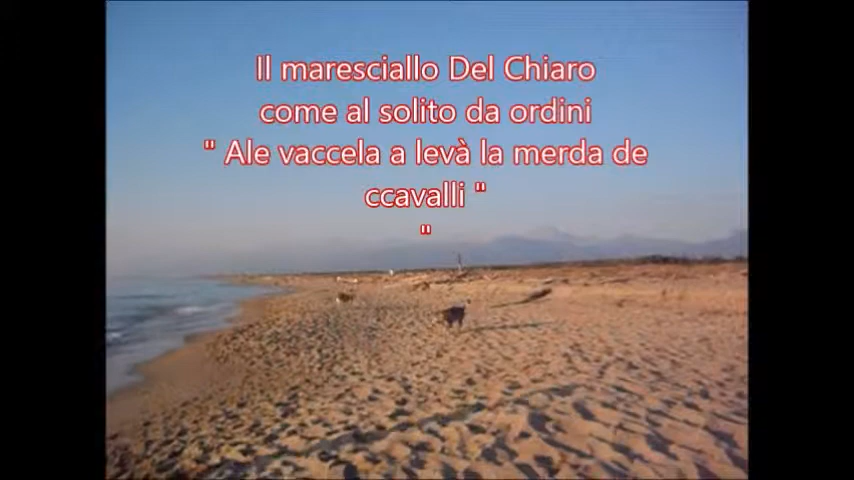 Il maresciallo Del Chiaro
come al solito da ordini
" Ale vaccela a levà la merda de
ccavalli "
"